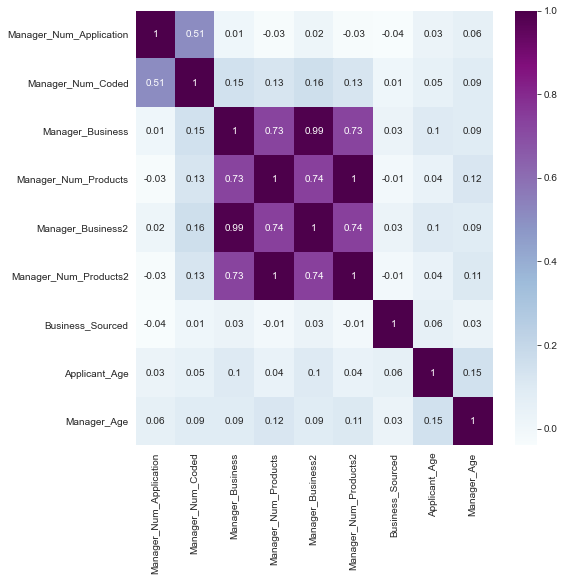 Manager_Num_Application 1 0.51 0.01 -0.03 0.02 -0.03 -0.04 0.03 0.06
Manager_Num_Coded 0.51 1 0.15 0.13 0.16 0.13 0.01 0.05 0.09
Manager_Business 0.01 0.15 1 0.73 0.99 0.73 0.03 0.1 0.09
Manager_Num_Products -0.03 0.13 0.73 1 0.74 1 -0.01 0.04 0.12
Manager_Business2 0.02 0.16 0.99 0.74 1 0.74 0.03 0.1 0.09
Manager_Num_Products2 -0.03 0.13 0.73 1 0.74 1 -0.01 0.04 0.11
Business_Sourced -0.04 0.01 0.03 -0.01 0.03 -0.01 1 0.06 0.03
Applicant_Age 0.03 0.05 0.1 0.04 0.1 0.04 0.06 1 0.15
Manager_Age 0.06 0.09 0.09 0.12 0.09 0.11 0.03 0.15 1
Manager_Num_Application
Manager_Num_Coded
Manager_Business
Manager_Num_Products
Manager_Business2
Manager_Num_Products2
Business_Sourced
Applicant_Age
Manager_Age
1.0
0.8
0.6
0.4
0.2
0.0